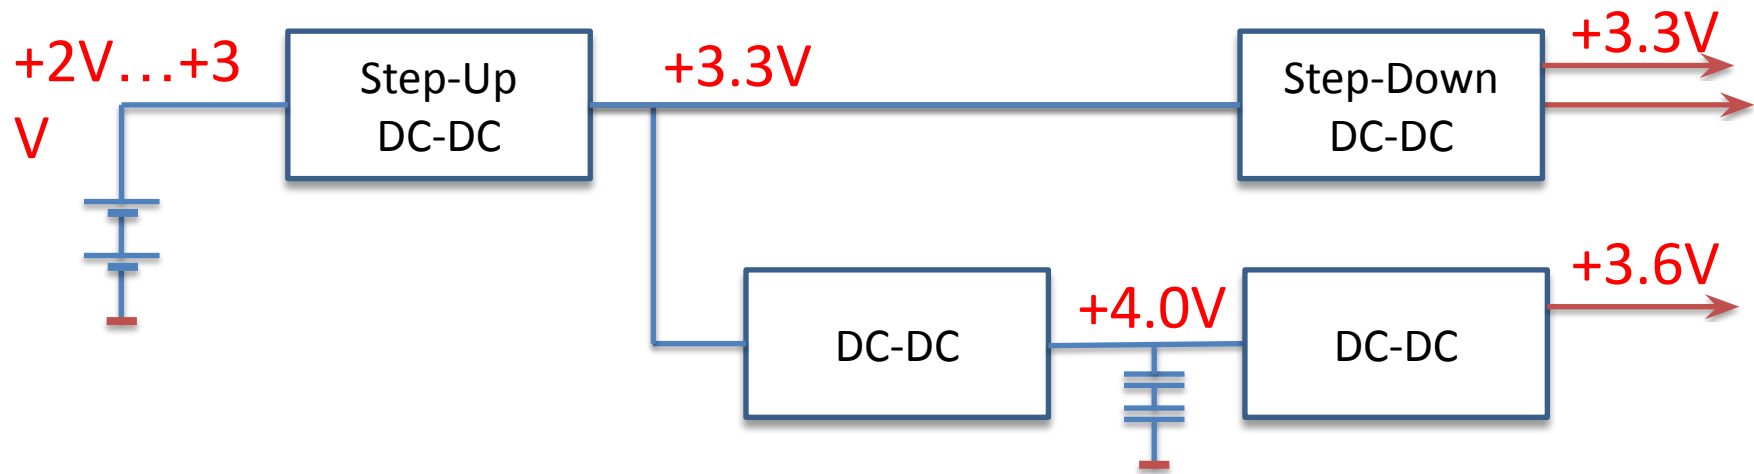 +2V…+3
V
Step-Up
DC-DC
+3.3V
Step-Down
DC-DC
+3.3V
DC-DC
+4.0V
DC-DC
+3.6V